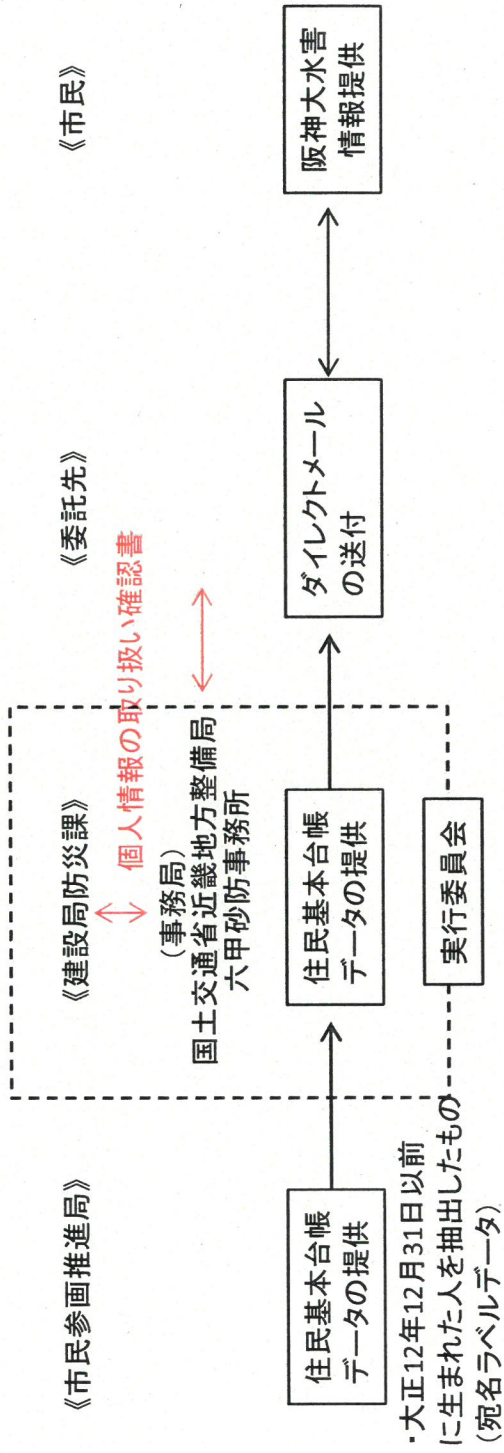 《市民参画推進局》
《建設局防災課》
《委託先》
《市民》
個人情報の取り扱い確認書
(事務局)
国土交通省近畿地方整備局
六甲砂防事務所
住民基本台帳
データの提供
住民基本台帳
データの提供
ダイレクトメール
の送付
阪神大水害
情報提供
・大正12年12月31日以前
に生まれた人を抽出したもの
(宛名ラベルデータ)
実行委員会